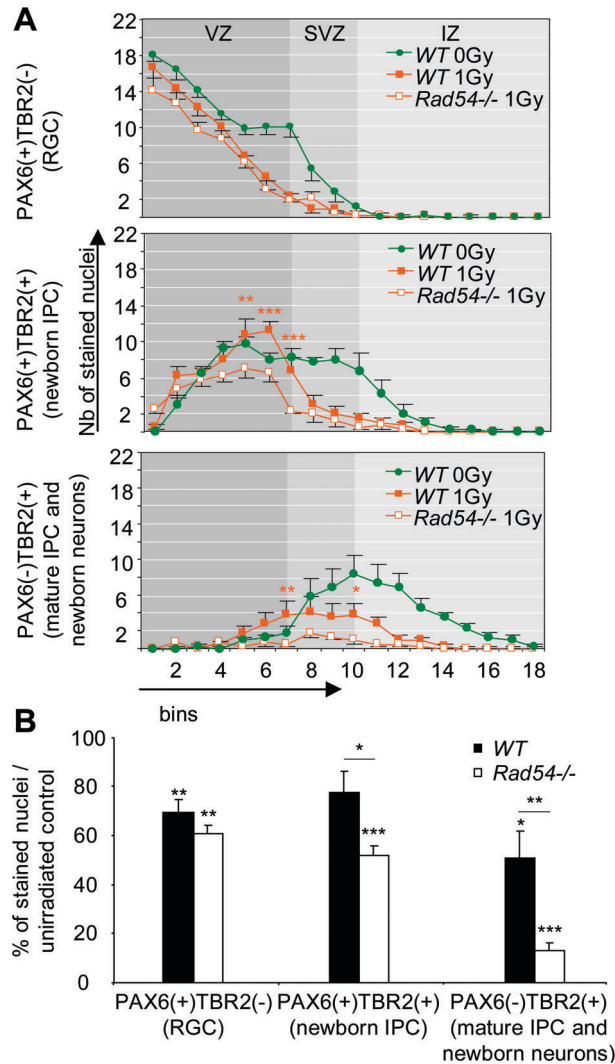 A
VZ SVZ IZ
22
18
14
10
6
2
PAX6(+)TBR2(-)
(RGC)
WT 0Gy
WT 1Gy
Rad54-/- 1Gy
22
18
14
10
6
2
PAX6(+)TBR2(+)
(newborn IPC)
Nb of stained nuclei
WT 0Gy
WT 1Gy
Rad54-/- 1Gy
** *** ***
22
18
14
10
6
2
PAX6(-)TBR2(+)
(mature IPC and
newborn neurons)
WT 0Gy
WT 1Gy
Rad54-/- 1Gy
** *
2 4 6 8 10 12 14 16 18
bins
B
100
80
60
40
20
0
% of stained nuclei /
unirradiated control
WT
Rad54-/-
** ** * *** ** * ***
PAX6(+)TBR2(-) PAX6(+)TBR2(+) PAX6(-)TBR2(+)
(RGC) (newborn IPC) (mature IPC and
newborn neurons)